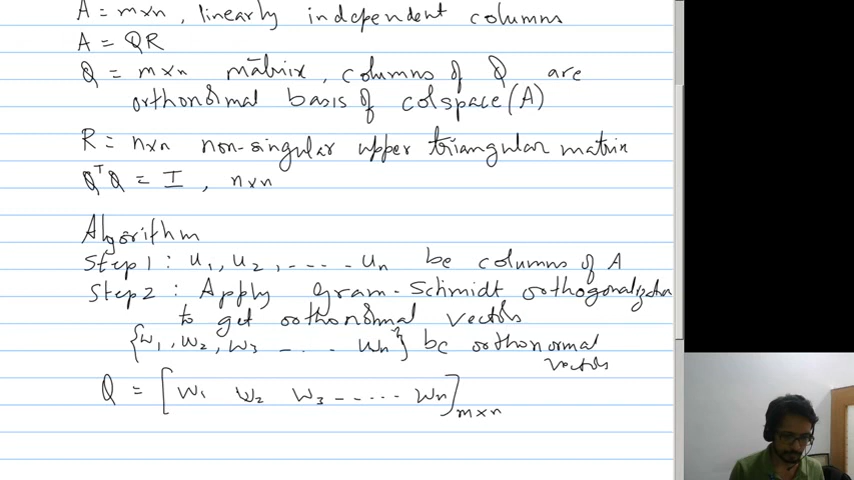 A = m×n, linearly independent columns
A = QR
Q = m×n matrix, columns of Q are
orthonormal basis of colspace(A)
R = n×n non-singular upper triangular matrix
QᵀQ = I, n×n
Algorithm
Step 1 : u₁, u₂, ----- uₙ be columns of A
Step 2 : Apply Gram-Schmidt orthogonalization
to get orthonormal vectors
{w₁, w₂, w₃ --... wₙ} be orthonormal
vectors
Q = [w₁ w₂ w₃ ------ wₙ]m×n